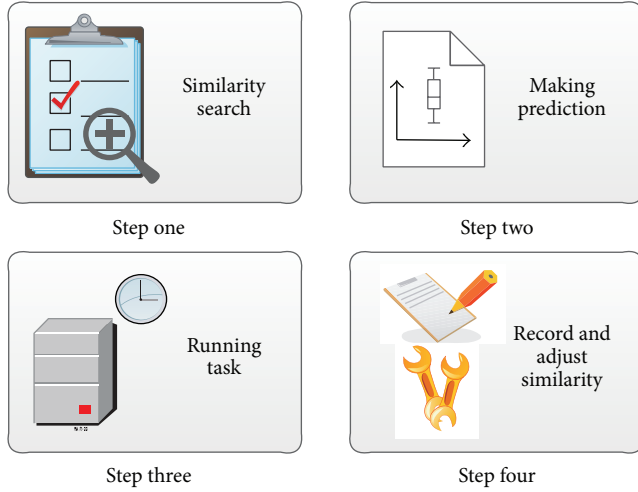 Similarity
search
Step one
Making
prediction
Step two
Running
task
Step three
Record and
adjust
similarity
Step four